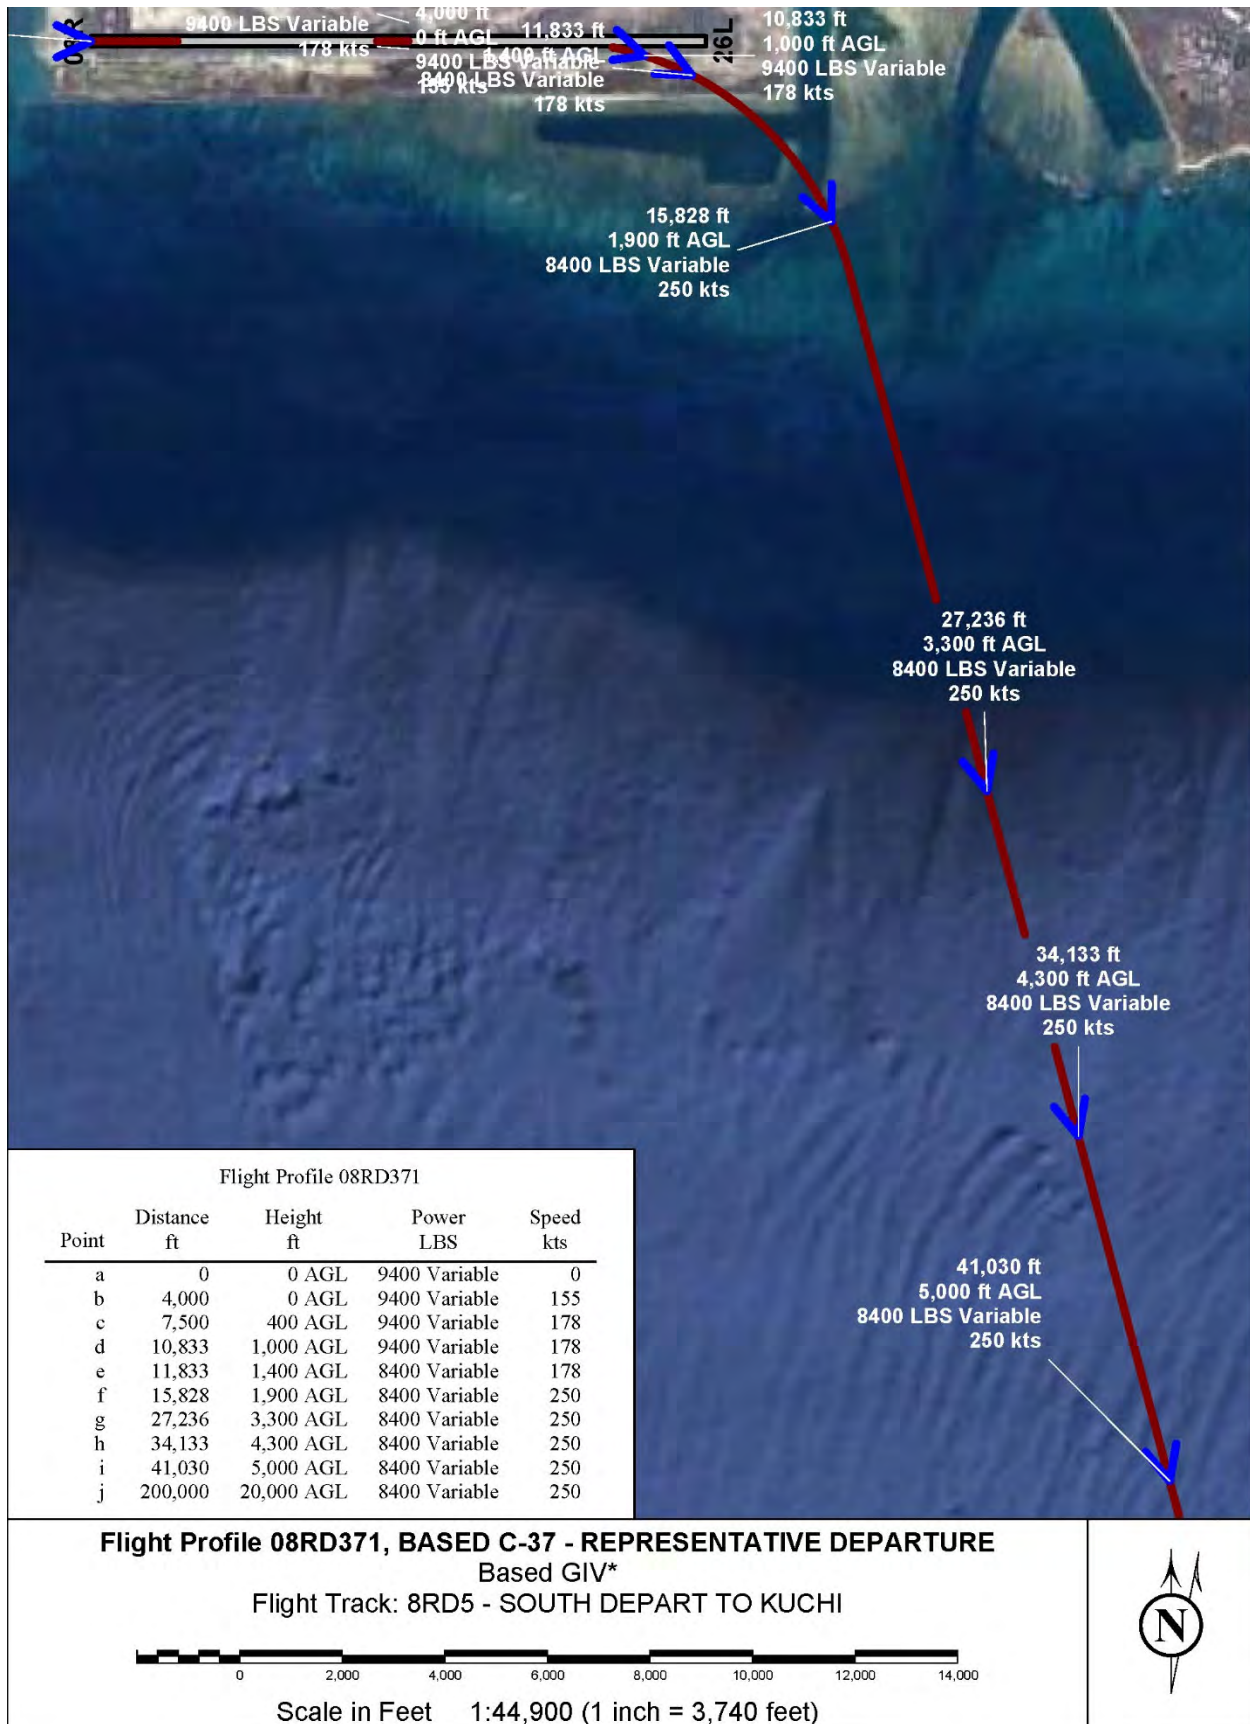 08R
9400 LBS Variable
178 kts
4,000 ft
0 ft AGL
9400 LBS Variable
155 kts
11,833 ft
1,400 ft AGL
8400 LBS Variable
178 kts
26L
10,833 ft
1,000 ft AGL
9400 LBS Variable
178 kts
15,828 ft
1,900 ft AGL
8400 LBS Variable
250 kts
27,236 ft
3,300 ft AGL
8400 LBS Variable
250 kts
34,133 ft
4,300 ft AGL
8400 LBS Variable
250 kts
41,030 ft
5,000 ft AGL
8400 LBS Variable
250 kts
Flight Profile 08RD371
Distance Height Power Speed
Point ft ft LBS kts
a 0 0 AGL 9400 Variable 0
b 4,000 0 AGL 9400 Variable 155
c 7,500 400 AGL 9400 Variable 178
d 10,833 1,000 AGL 9400 Variable 178
e 11,833 1,400 AGL 8400 Variable 178
f 15,828 1,900 AGL 8400 Variable 250
g 27,236 3,300 AGL 8400 Variable 250
h 34,133 4,300 AGL 8400 Variable 250
i 41,030 5,000 AGL 8400 Variable 250
j 200,000 20,000 AGL 8400 Variable 250
Flight Profile 08RD371, BASED C-37 - REPRESENTATIVE DEPARTURE
Based GIV*
Flight Track: 8RD5 - SOUTH DEPART TO KUCHI
0 2,000 4,000 6,000 8,000 10,000 12,000 14,000
Scale in Feet 1:44,900 (1 inch = 3,740 feet)
N